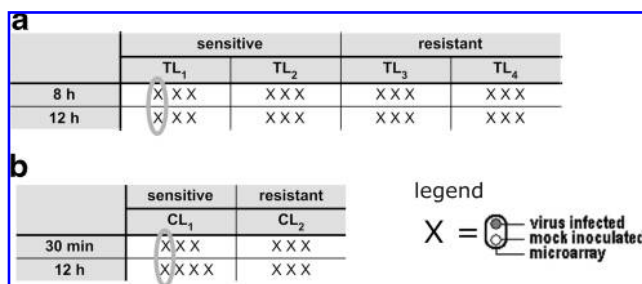 a
sensitive resistant
TL1 TL2 TL3 TL4
8 h X X X X X X X X X X X X
12 h X X X X X X X X X X X X
b
sensitive resistant
CL1 CL2
30 min X X X X X X
12 h X X X X X X X
legend
X = virus infected
mock inoculated
microarray